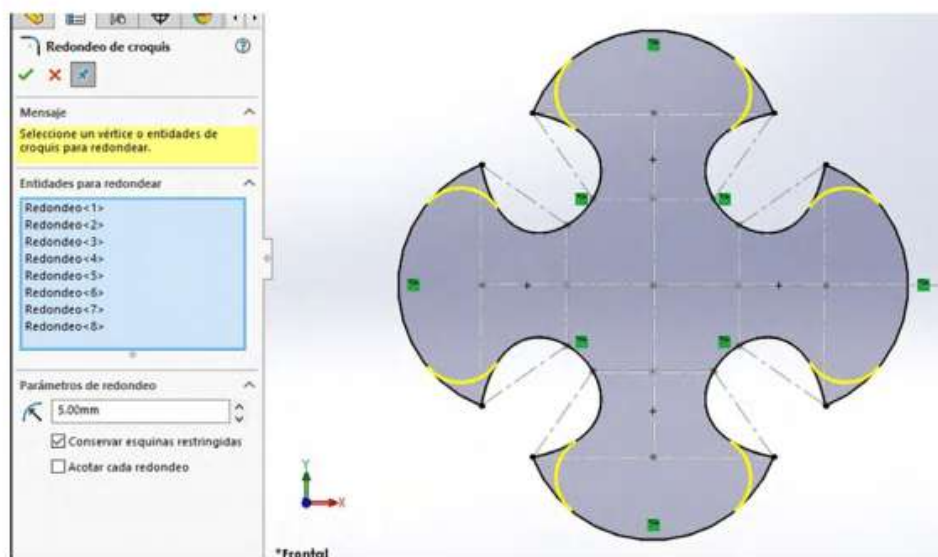 Redondeo de croquis
Mensaje
Seleccione un vértice o entidades de
croquis para redondear.
Entidades para redondear
Redondeo<1>
Redondeo<2>
Redondeo<3>
Redondeo<4>
Redondeo<5>
Redondeo<6>
Redondeo<7>
Redondeo<8>
Parámetros de redondeo
5.00mm
Conservar esquinas restringidas
Acotar cada redondeo
Y
X
*Frontal